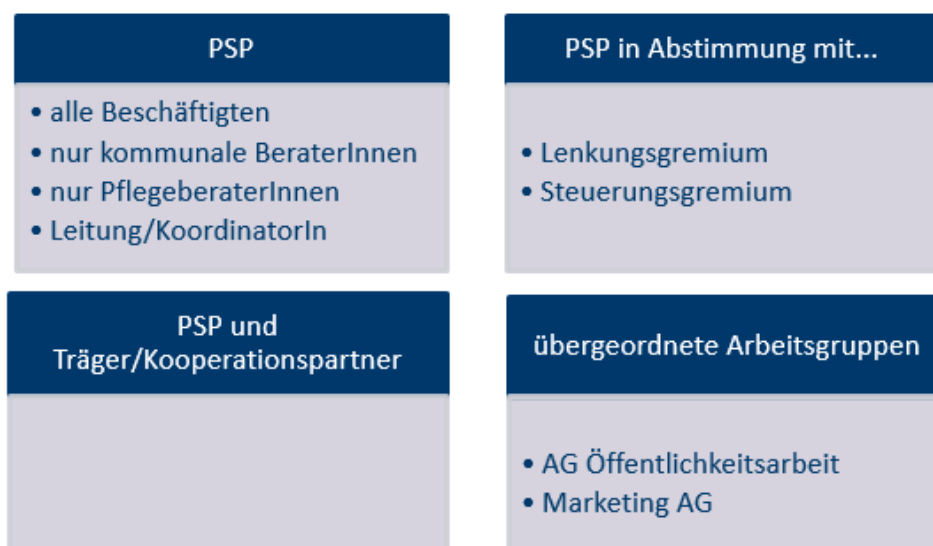 PSP
• alle Beschäftigten
• nur kommunale BeraterInnen
• nur PflegeberaterInnen
• Leitung/KoordinatorIn
PSP in Abstimmung mit...
• Lenkungsgremium
• Steuerungsgremium
PSP und
Träger/Kooperationspartner
übergeordnete Arbeitsgruppen
• AG Öffentlichkeitsarbeit
• Marketing AG